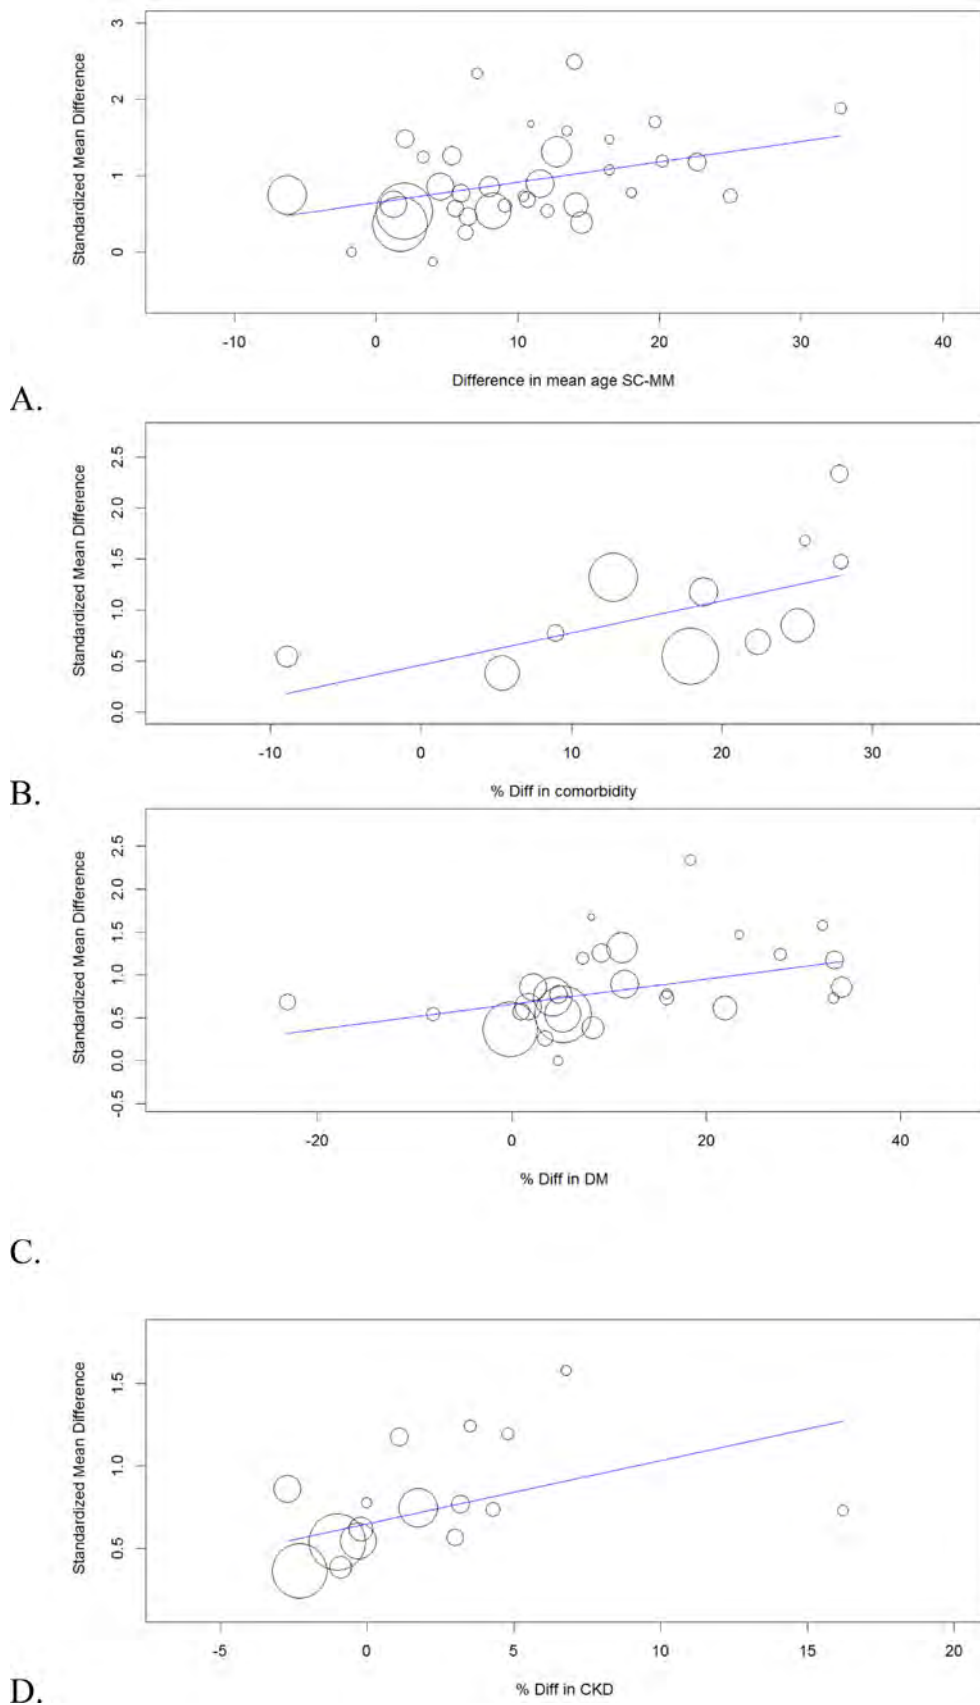 3
2
1
0
Standardized Mean Difference
-10 0 10 20 30 40
Difference in mean age SC-MM
A.
2.5
2.0
1.5
1.0
0.5
0.0
Standardized Mean Difference
-10 0 10 20 30
% Diff in comorbidity
B.
2.5
2.0
1.5
1.0
0.5
0.0
-0.5
Standardized Mean Difference
-20 0 20 40
% Diff in DM
C.
1.5
1.0
0.5
Standardized Mean Difference
-5 0 5 10 15 20
% Diff in CKD
D.